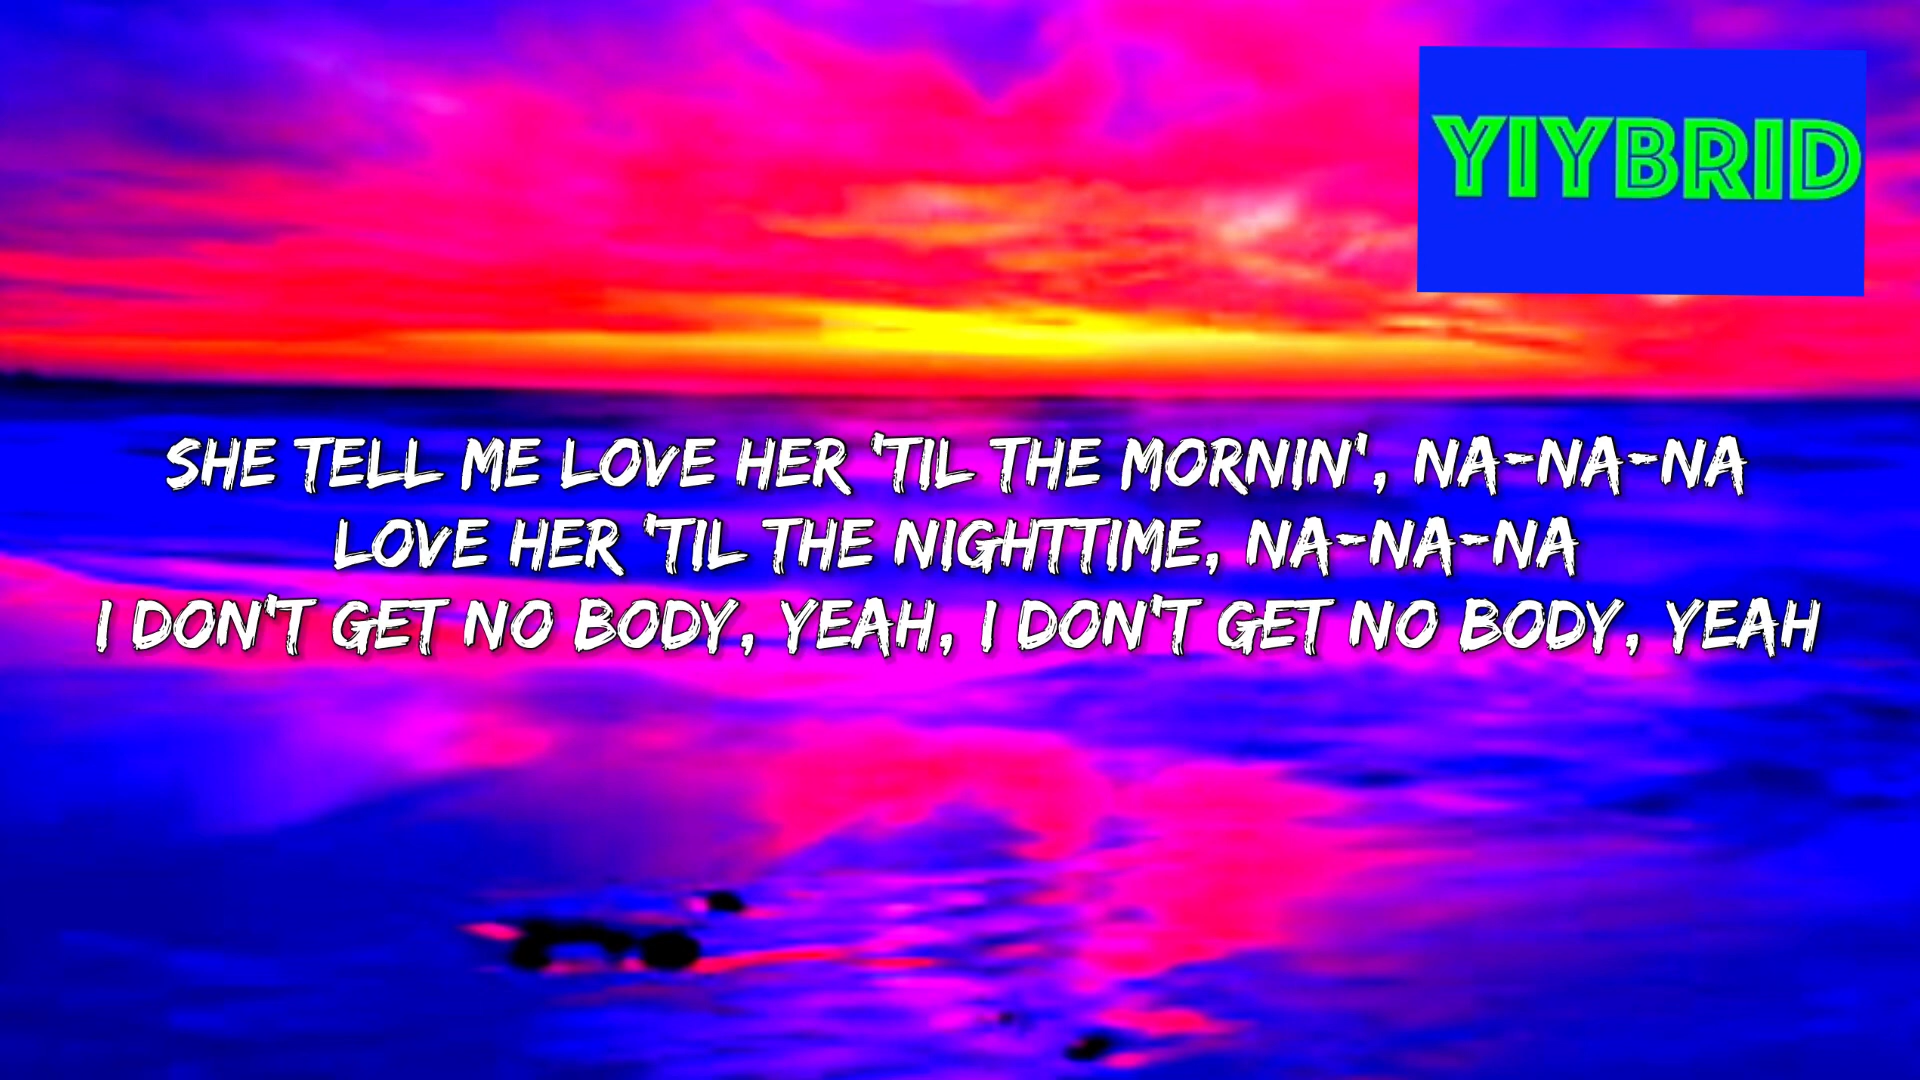 YIYBRID
SHE TELL ME LOVE HER 'TIL THE MORNIN', NA-NA-NA
LOVE HER 'TIL THE NIGHTTIME, NA-NA-NA
I DON'T GET NO BODY, YEAH, I DON'T GET NO BODY, YEAH